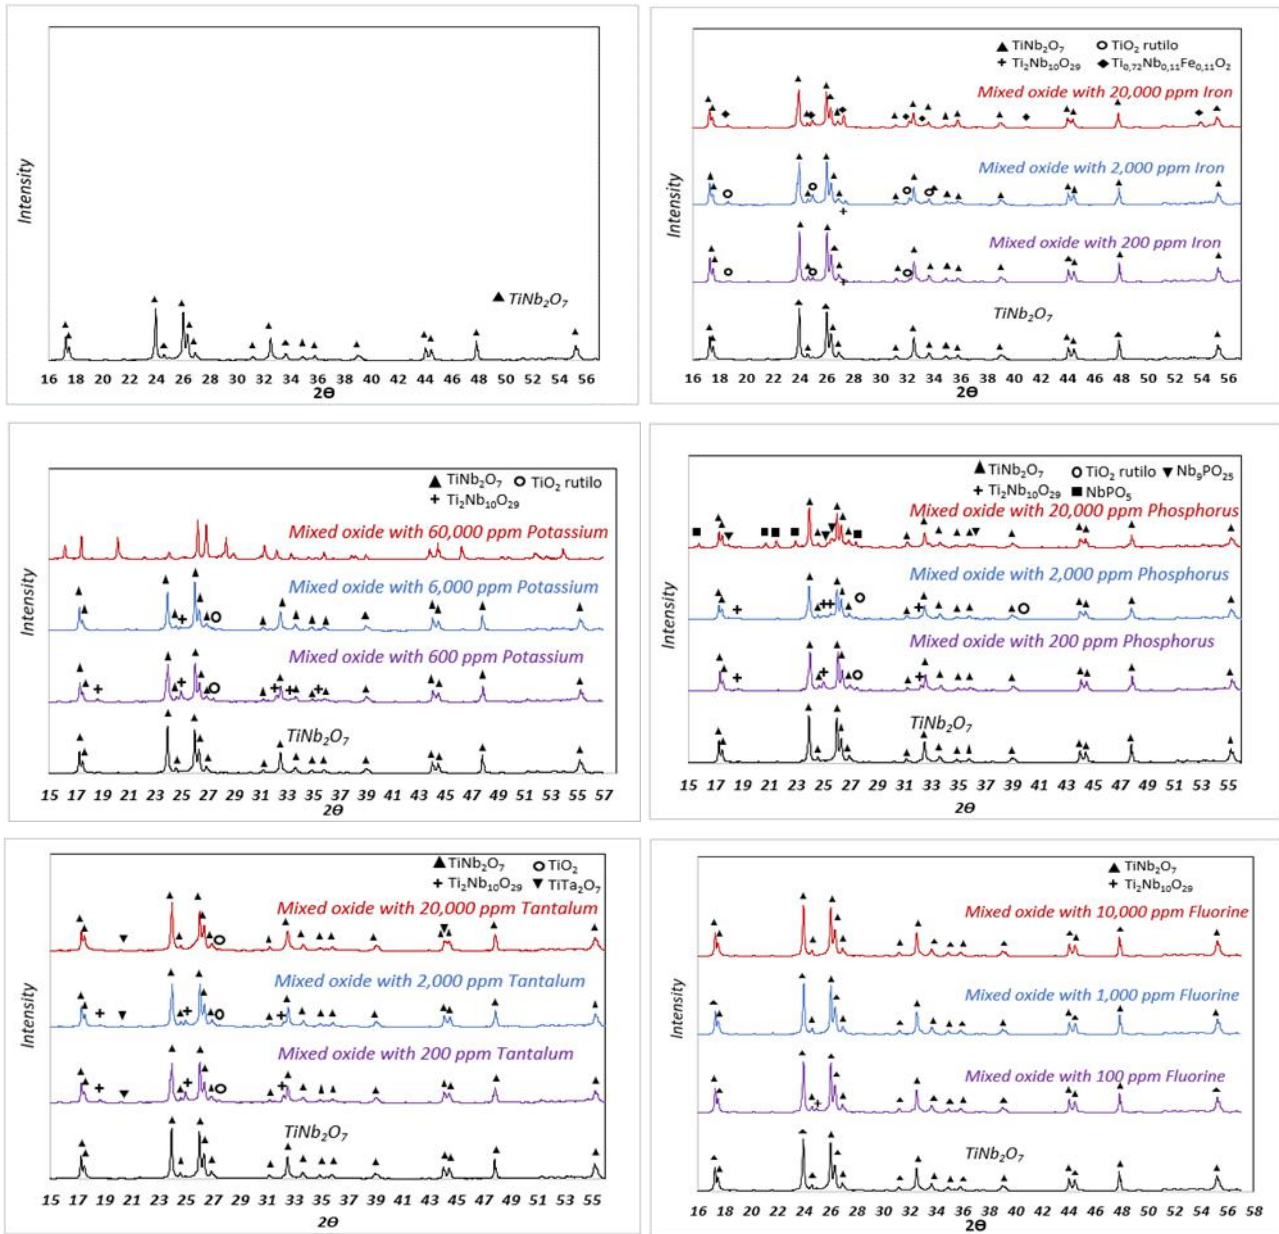 Intensity
▲ TiNb₂O₇
16 18 20 22 24 26 28 30 32 34 36 38 40 42 44 46 48 50 52 54 56
2Θ
▲ TiNb₂O₇ O TiO₂ rutilo
+ Ti₂Nb₁₀O₂₉ ◆ Ti₀,₇₂Nb₀,₁₁Fe₀,₁₁O₂
Mixed oxide with 20,000 ppm Iron
Mixed oxide with 2,000 ppm Iron
Mixed oxide with 200 ppm Iron
TiNb₂O₇
Intensity
16 18 20 22 24 26 28 30 32 34 36 38 40 42 44 46 48 50 52 54 56
2Θ
▲ TiNb₂O₇ O TiO₂ rutilo
+ Ti₂Nb₁₀O₂₉
Mixed oxide with 60,000 ppm Potassium
Mixed oxide with 6,000 ppm Potassium
Mixed oxide with 600 ppm Potassium
TiNb₂O₇
Intensity
15 17 19 21 23 25 27 29 31 33 35 37 39 41 43 45 47 49 51 53 55 57
2Θ
▲ TiNb₂O₇ O TiO₂ rutilo ▼ Nb₉PO₂₅
+ Ti₂Nb₁₀O₂₉ ■ NbPO₅
Mixed oxide with 20,000 ppm Phosphorus
Mixed oxide with 2,000 ppm Phosphorus
Mixed oxide with 200 ppm Phosphorus
TiNb₂O₇
Intensity
15 17 19 21 23 25 27 29 31 33 35 37 39 41 43 45 47 49 51 53 55
2Θ
▲ TiNb₂O₇ O TiO₂
+ Ti₂Nb₁₀O₂₉ ▼ TiTa₂O₇
Mixed oxide with 20,000 ppm Tantalum
Mixed oxide with 2,000 ppm Tantalum
Mixed oxide with 200 ppm Tantalum
TiNb₂O₇
Intensity
15 17 19 21 23 25 27 29 31 33 35 37 39 41 43 45 47 49 51 53 55
2Θ
▲ TiNb₂O₇
+ Ti₂Nb₁₀O₂₉
Mixed oxide with 10,000 ppm Fluorine
Mixed oxide with 1,000 ppm Fluorine
Mixed oxide with 100 ppm Fluorine
TiNb₂O₇
Intensity
16 18 20 22 24 26 28 30 32 34 36 38 40 42 44 46 48 50 52 54 56 58
2Θ